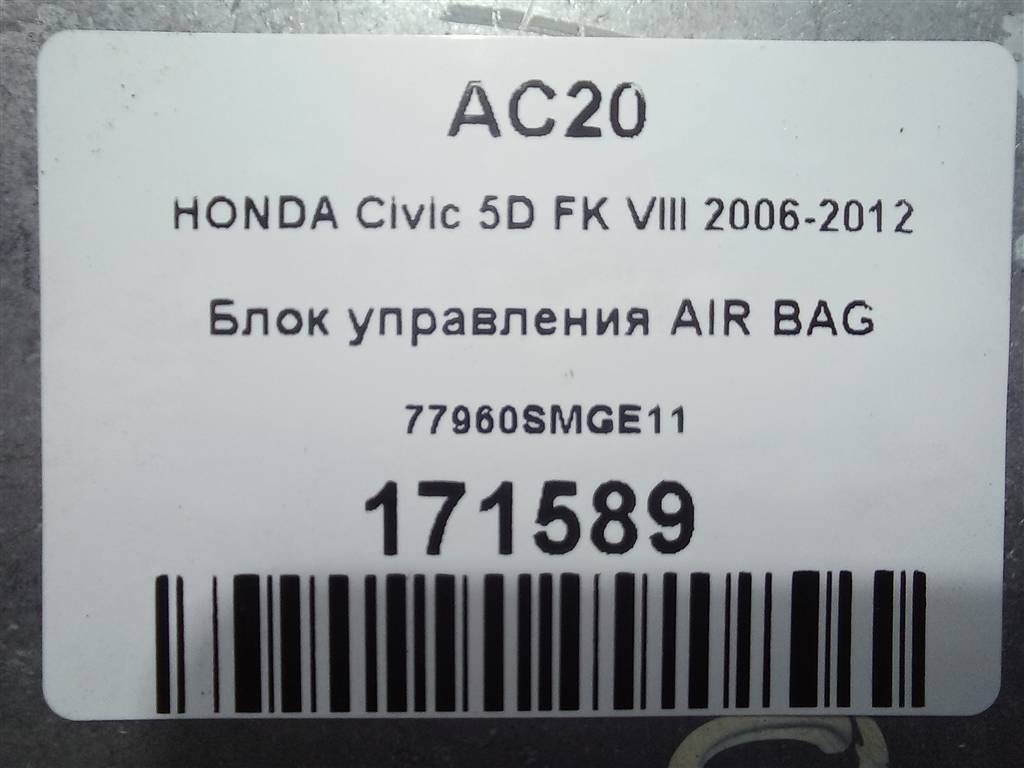 AC20
HONDA Civic 5D FK VIII 2006-2012
Блок управления AIR BAG
77960SMGE11
171589